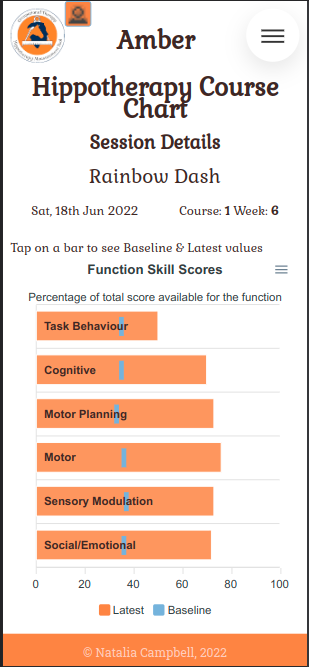 Amber
Hippotherapy Course
Chart
Session Details
Rainbow Dash
Sat, 18th Jun 2022 Course: 1 Week: 6
Tap on a bar to see Baseline & Latest values
Function Skill Scores
Percentage of total score available for the function
Task Behaviour
Cognitive
Motor Planning
Motor
Sensory Modulation
Social/Emotional
0 20 40 60 80 100
Latest Baseline
© Natalia Campbell, 2022